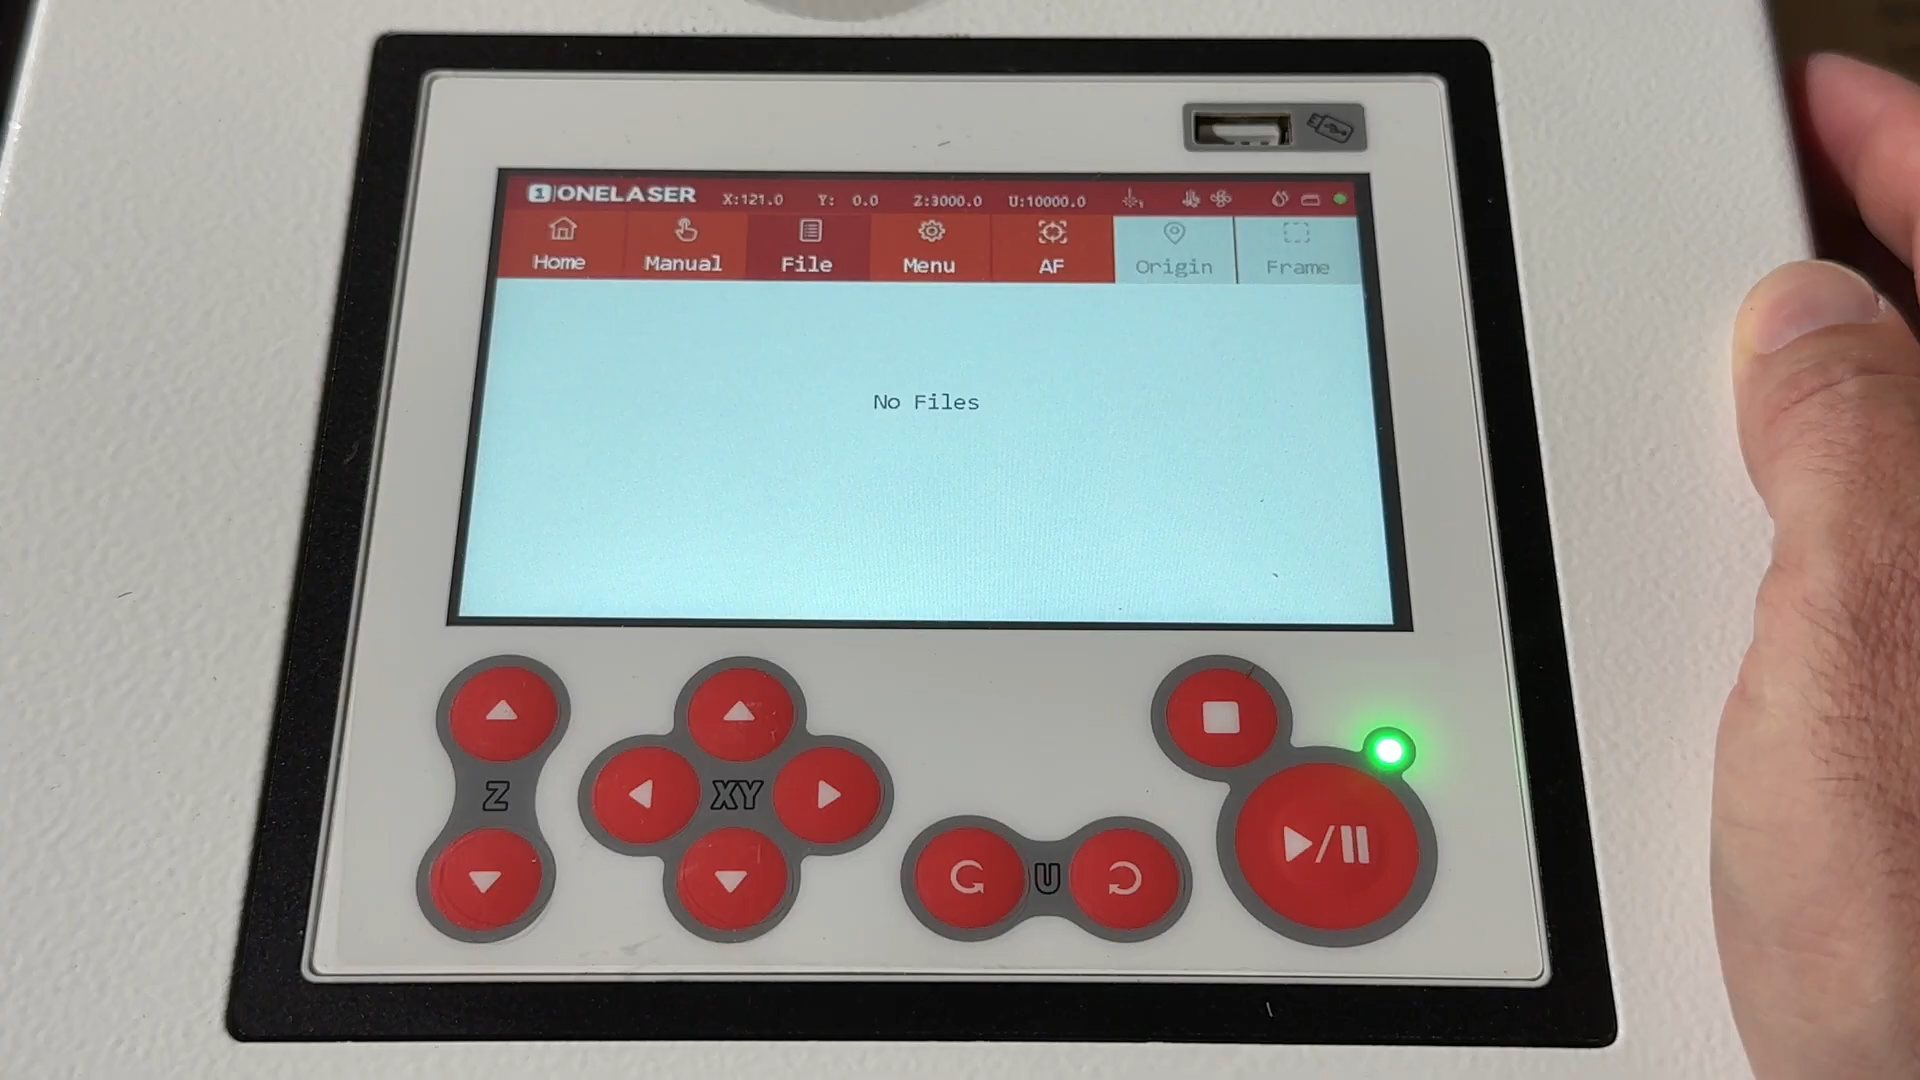 1 ONELASER X:121.0 Y: 0.0 Z:3000.0 U:10000.0
Home Manual File Menu AF Origin Frame
No Files
Z
XY
U